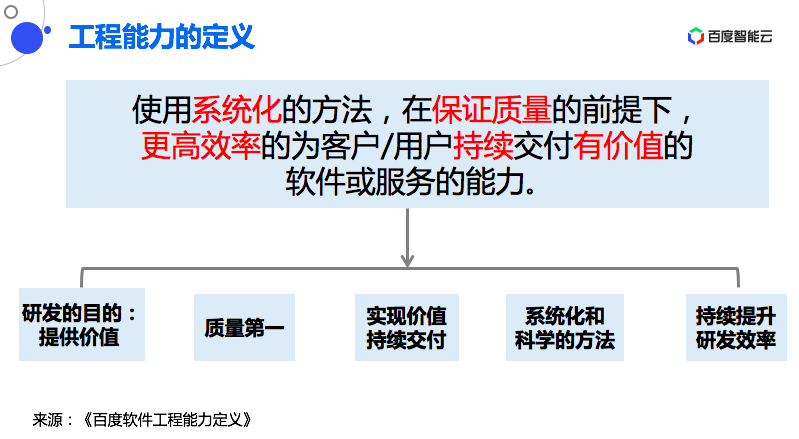 工程能力的定义
百度智能云
使用系统化的方法，在保证质量的前提下，
更高效率的为客户/用户持续交付有价值的
软件或服务的能力。
研发的目的：
提供价值
质量第一
实现价值
持续交付
系统化和
科学的方法
持续提升
研发效率
来源：《百度软件工程能力定义》